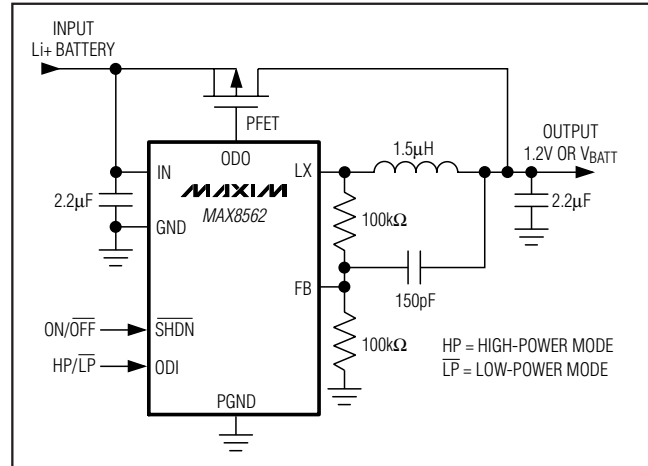 INPUT
Li+ BATTERY
PFET
ODO
IN
LX
1.5μH
OUTPUT
1.2V OR VBATT
MAXIM
MAX8562
2.2μF
GND
100kΩ
2.2μF
FB
150pF
ON/OFF
SHDN
HP/LP
ODI
100kΩ
HP = HIGH-POWER MODE
LP = LOW-POWER MODE
PGND